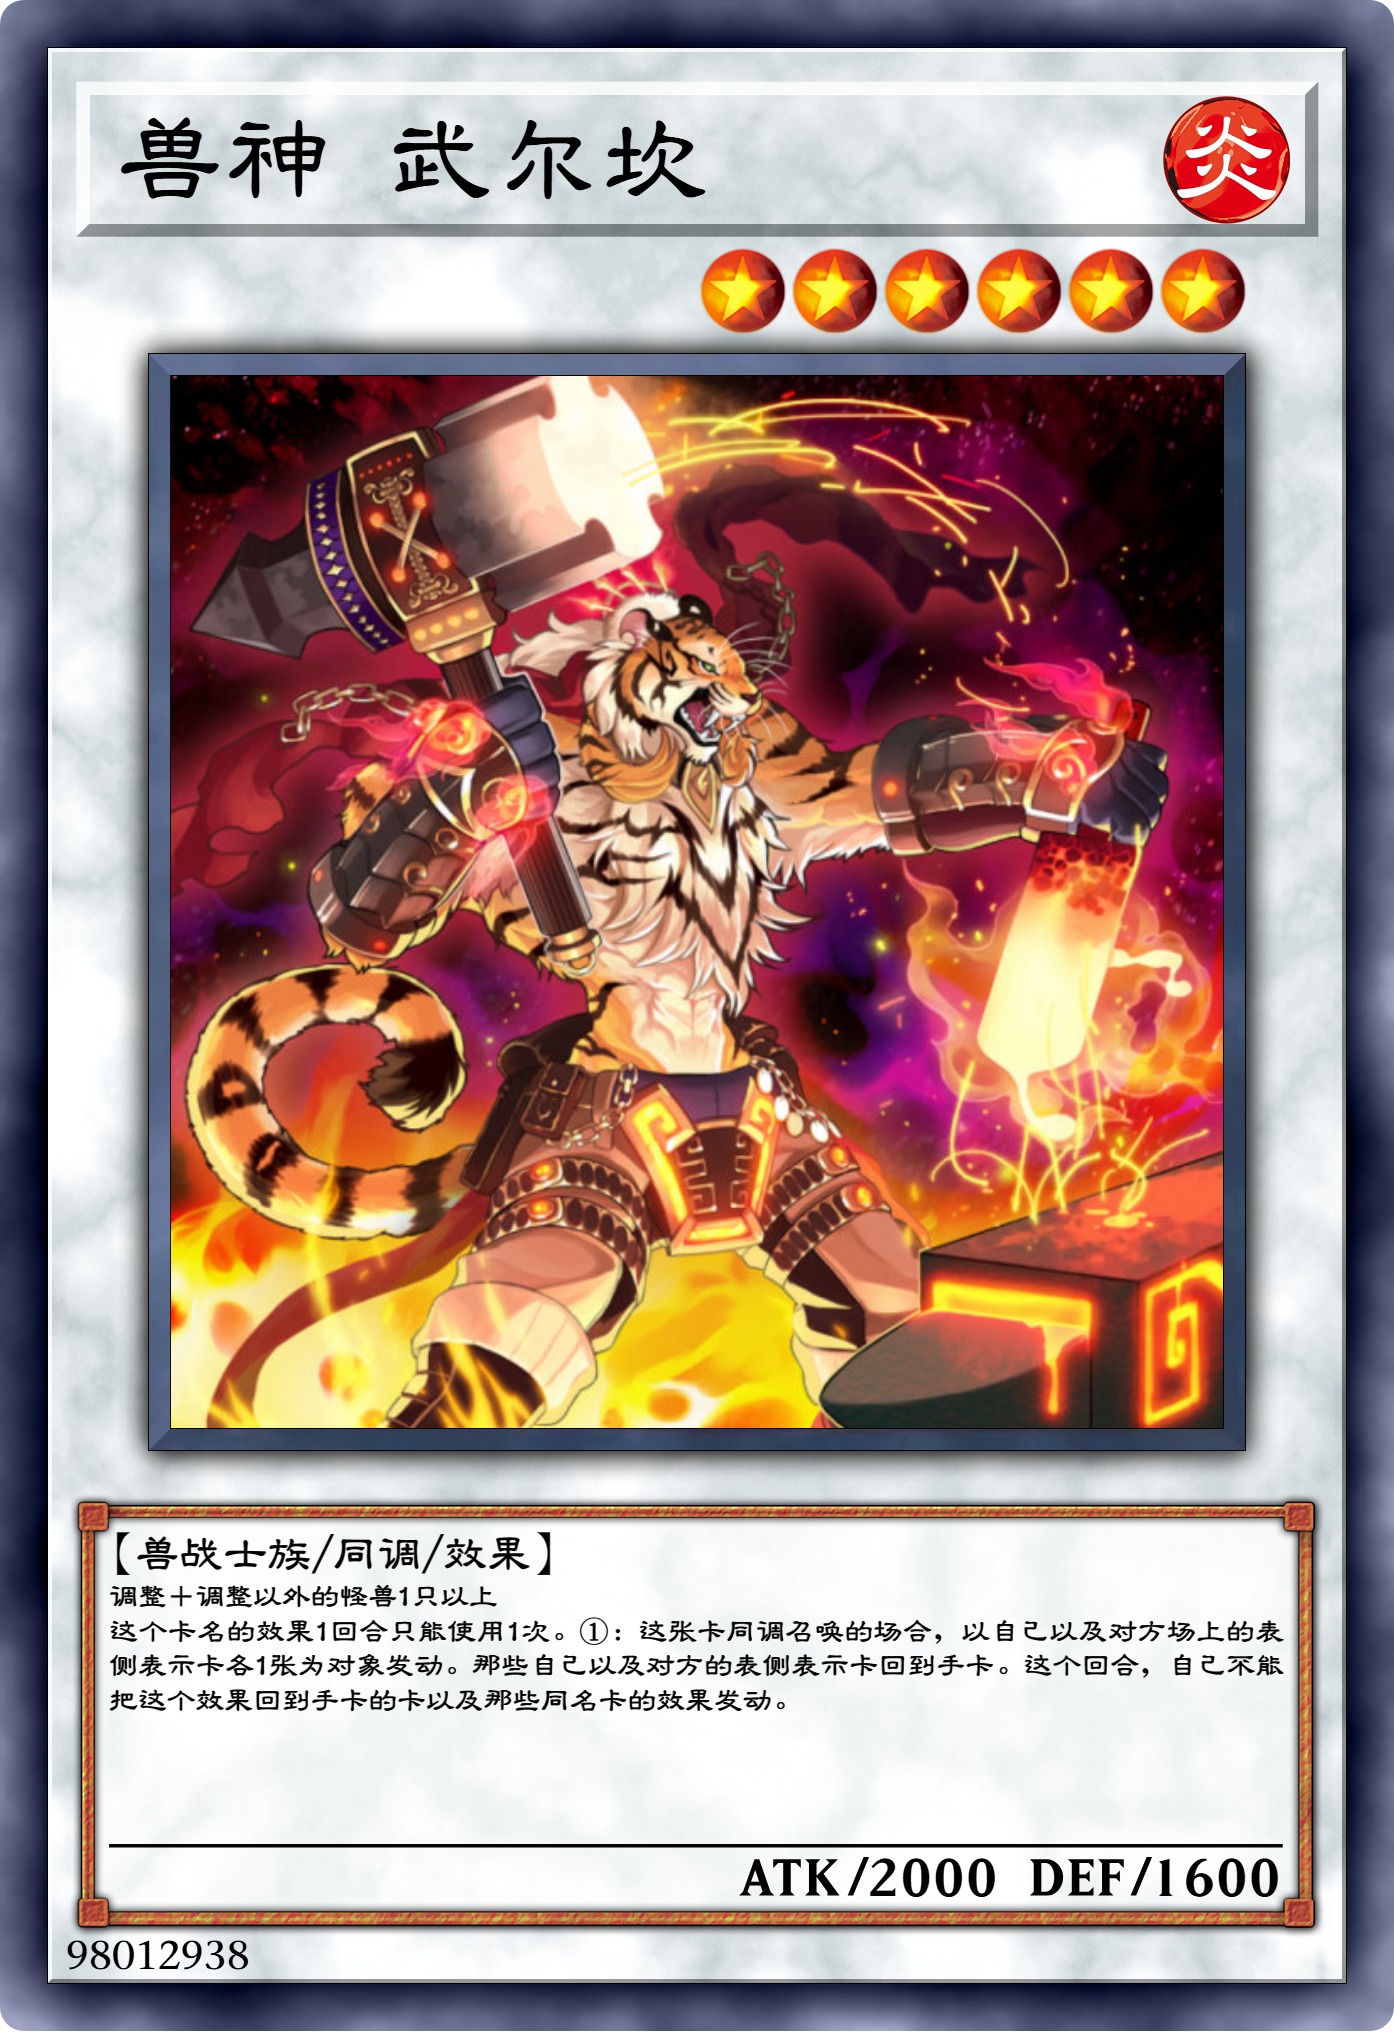 兽神 武尔坎
炎
【兽战士族/同调/效果】
调整＋调整以外的怪兽1只以上
这个卡名的效果1回合只能使用1次。①：这张卡同调召唤的场合，以自己以及对方场上的表
侧表示卡各1张为对象发动。那些自己以及对方的表侧表示卡回到手卡。这个回合，自己不能
把这个效果回到手卡的卡以及那些同名卡的效果发动。
ATK/2000 DEF/1600
98012938